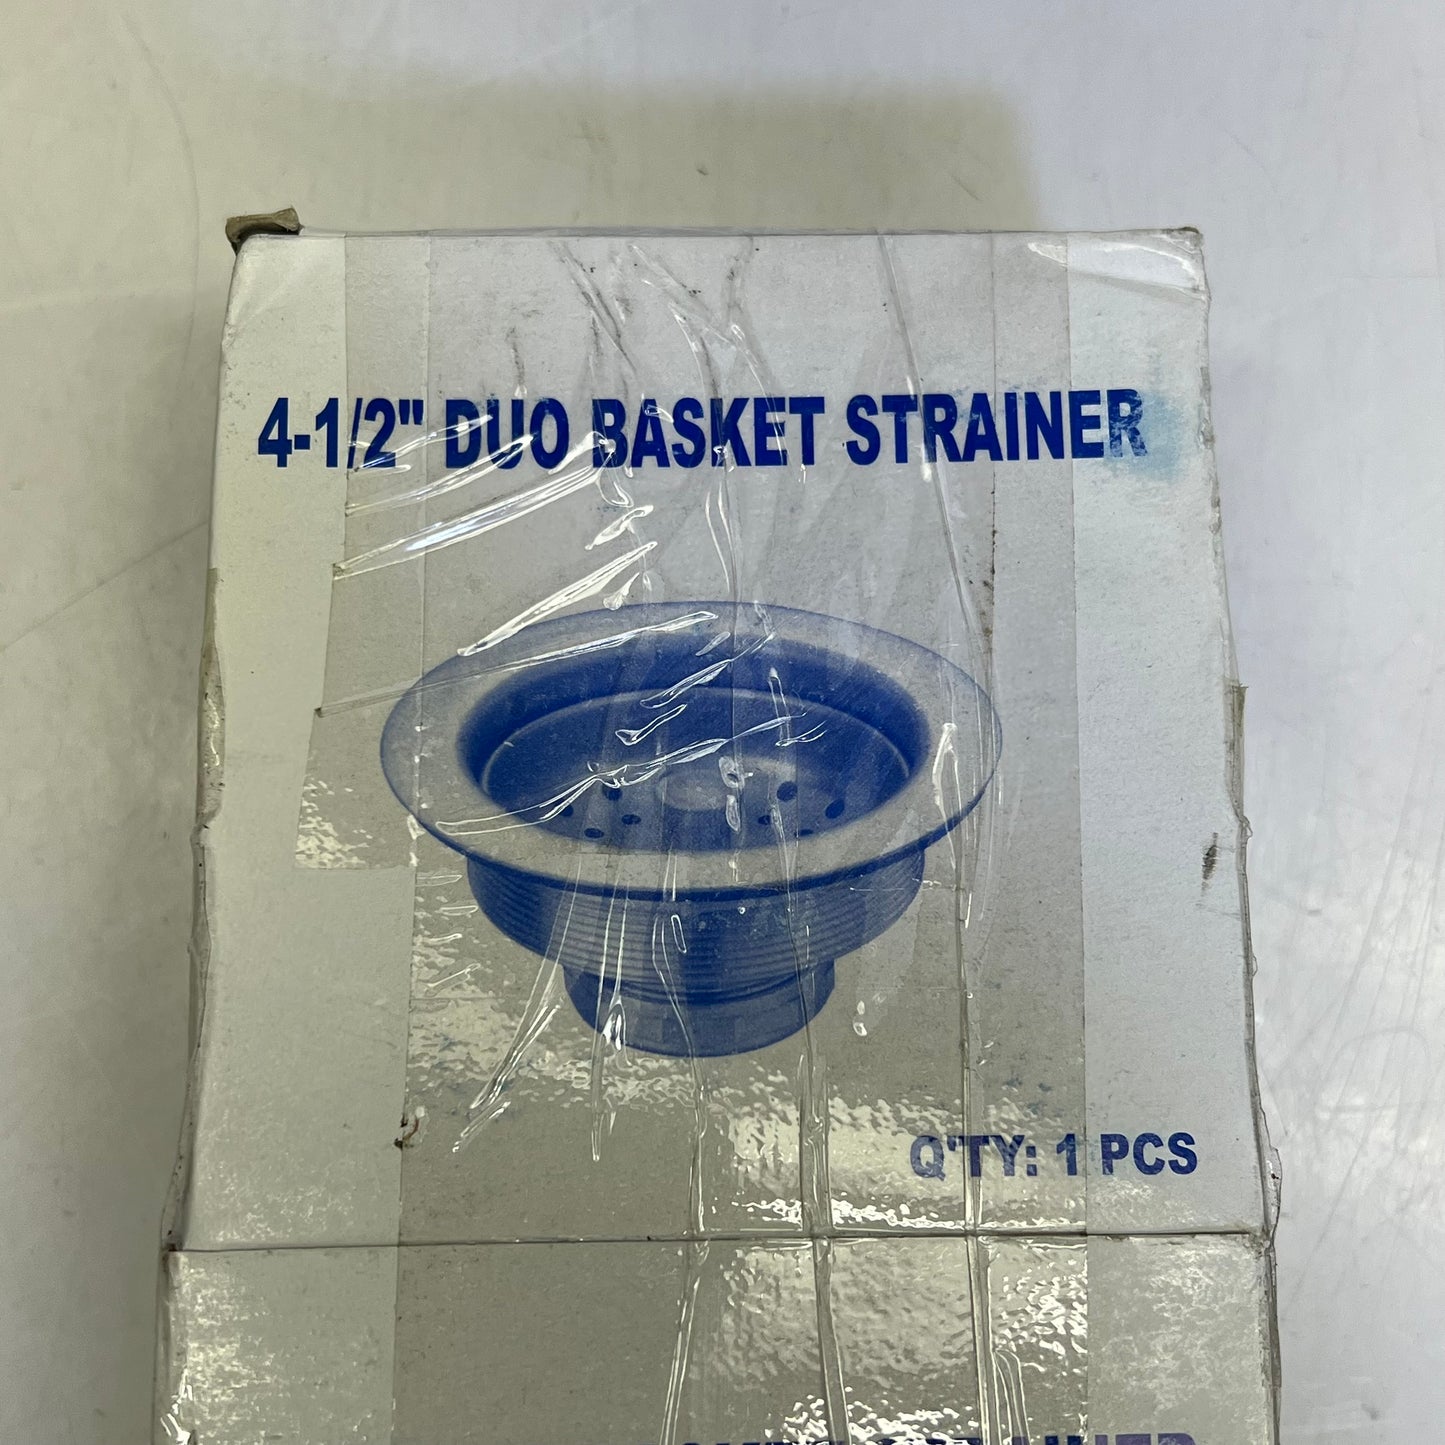 4-1/2" DUO BASKET STRAINER
Q'TY: 1 PCS